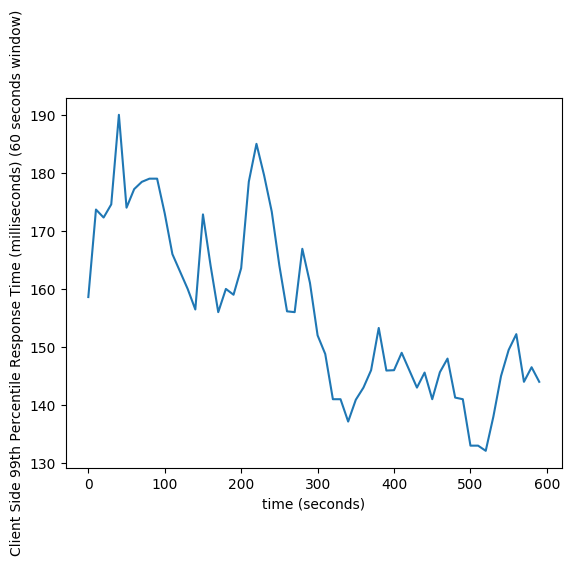 Client Side 99th Percentile Response Time (milliseconds) (60 seconds window)
190
180
170
160
150
140
130
0 100 200 300 400 500 600
time (seconds)